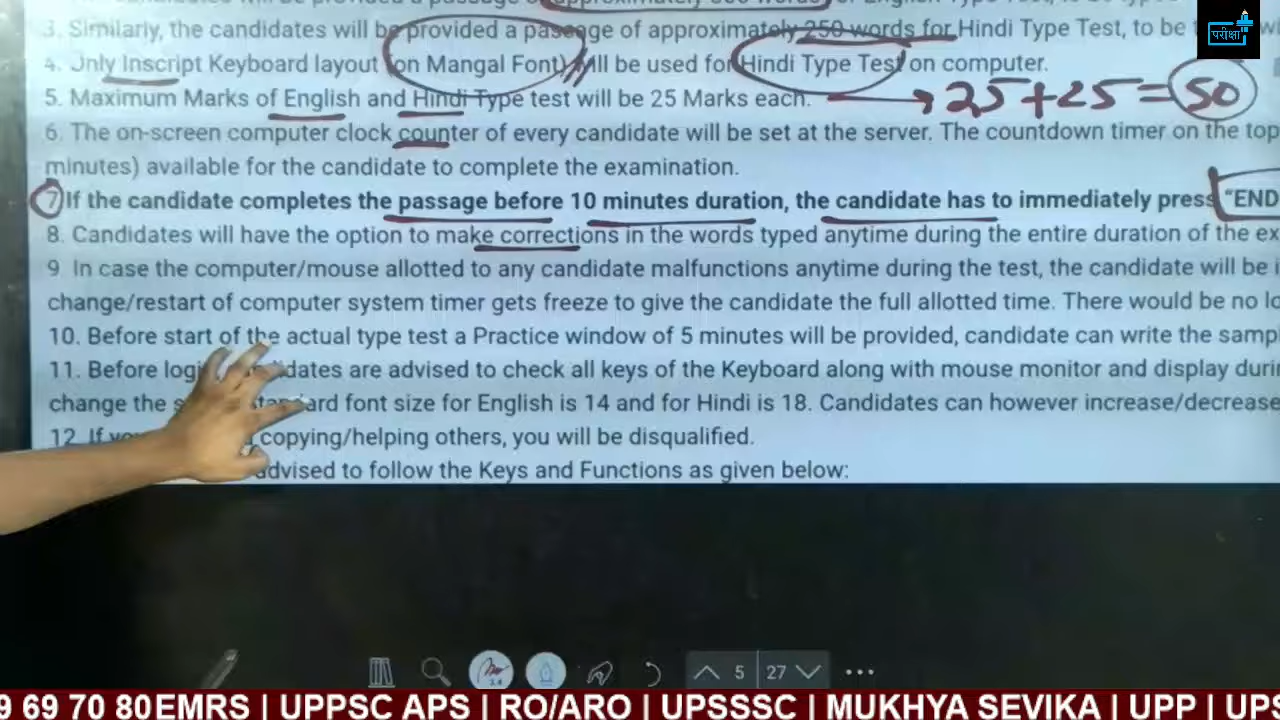 परीक्षा
3. Similarly, the candidates will be provided a passage of approximately 250 words for Hindi Type Test, to be
4. Only Inscript Keyboard layout (on Mangal Font) will be used for Hindi Type Test on computer.
5. Maximum Marks of English and Hindi Type test will be 25 Marks each. → 25+25=50
6. The on-screen computer clock counter of every candidate will be set at the server. The countdown timer on the top
minutes) available for the candidate to complete the examination.
7 If the candidate completes the passage before 10 minutes duration, the candidate has to immediately press "END
8. Candidates will have the option to make corrections in the words typed anytime during the entire duration of the ex
9 In case the computer/mouse allotted to any candidate malfunctions anytime during the test, the candidate will be i
change/restart of computer system timer gets freeze to give the candidate the full allotted time. There would be no lo
10. Before start of the actual type test a Practice window of 5 minutes will be provided, candidate can write the samp
11. Before logi dates are advised to check all keys of the Keyboard along with mouse monitor and display duri
change the s ard font size for English is 14 and for Hindi is 18. Candidates can however increase/decrease
12. If you copying/helping others, you will be disqualified.
advised to follow the Keys and Functions as given below:
5 27
9 69 70 80EMRS | UPPSC APS | RO/ARO | UPSSSC | MUKHYA SEVIKA | UPP | UPS